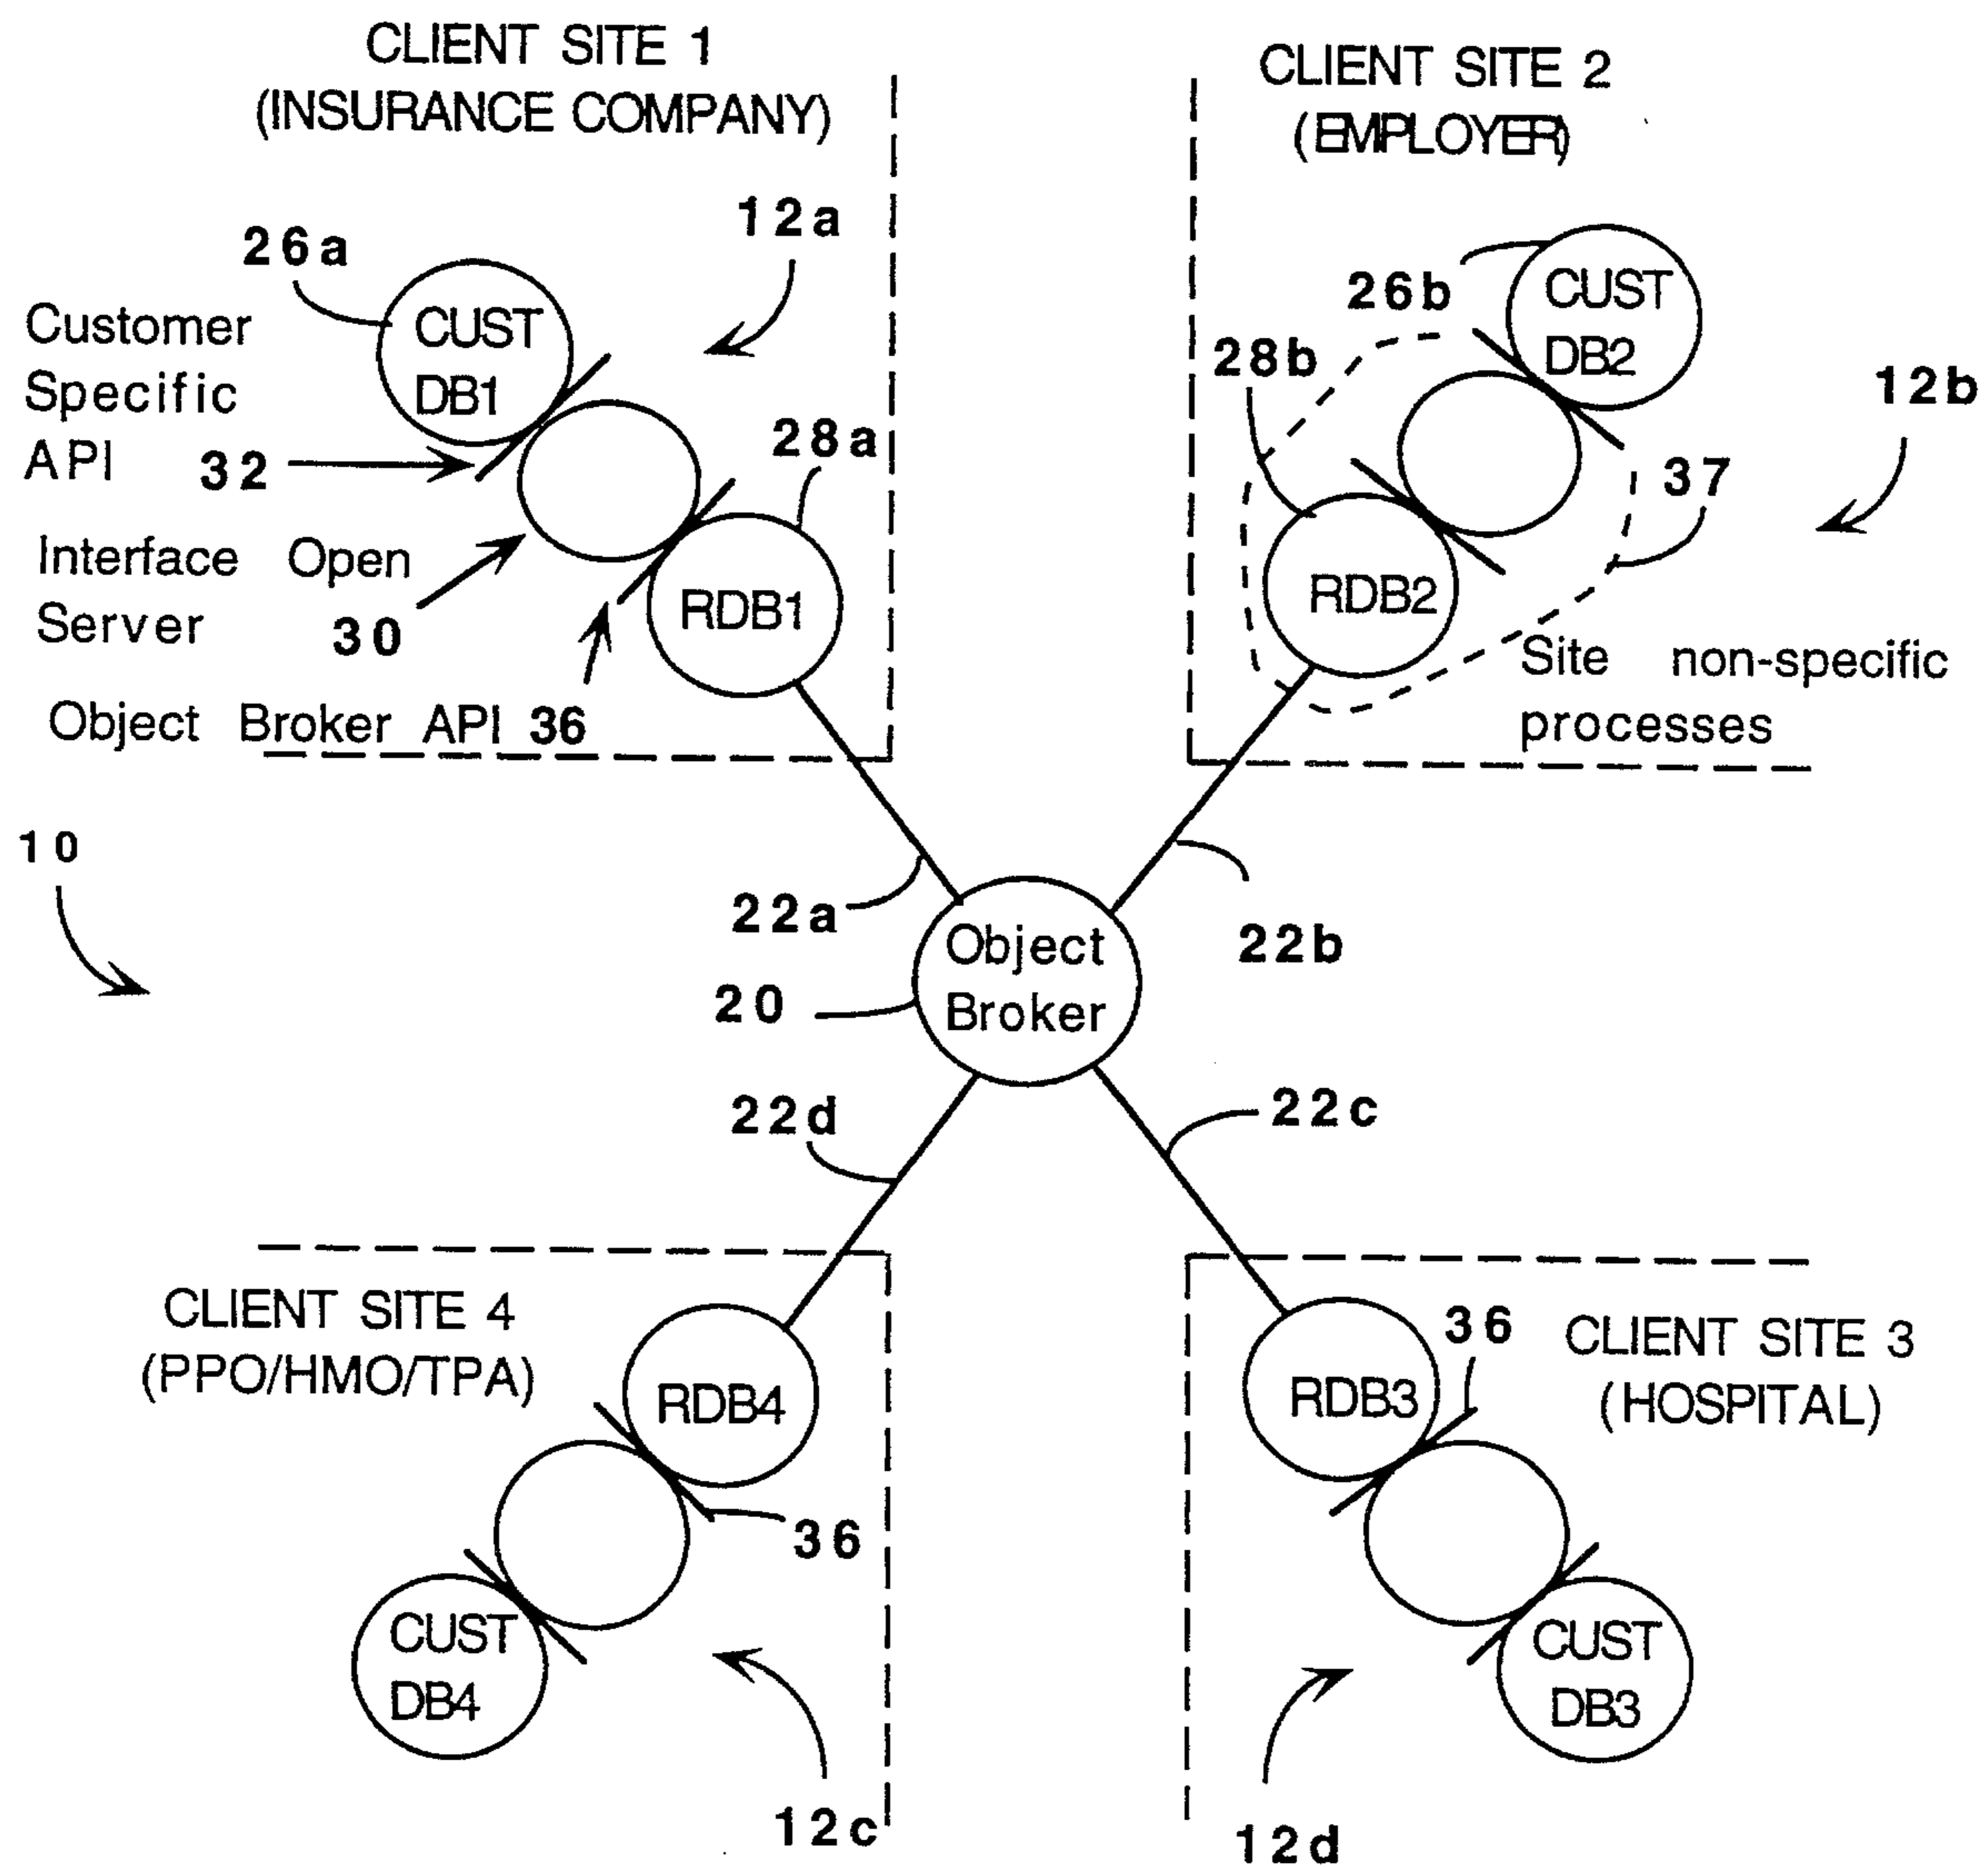 CLIENT SITE 1
(INSURANCE COMPANY)
CLIENT SITE 2
(EMPLOYER)
12a
26a
CUST
DB1
Customer
Specific
API 32
28a
Interface Open
Server
30
RDB1
Object Broker API 36
26b
CUST
DB2
28b
12b
37
RDB2
Site non-specific
processes
10
22a
22b
Object
Broker
20
22d
22c
CLIENT SITE 4
(PPO/HMO/TPA)
RDB4
36
CUST
DB4
12c
RDB3
36
CLIENT SITE 3
(HOSPITAL)
CUST
DB3
12d